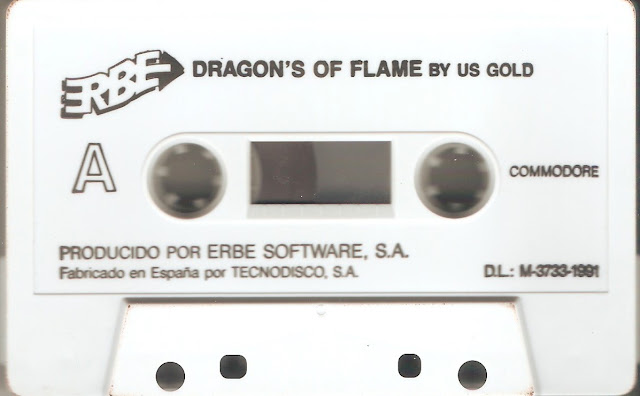 ERBE
DRAGON'S OF FLAME BY US GOLD
A
COMMODORE
PRODUCIDO POR ERBE SOFTWARE, S.A.
Fabricado en España por TECNODISCO, S.A.
D.L.: M-3733-1991